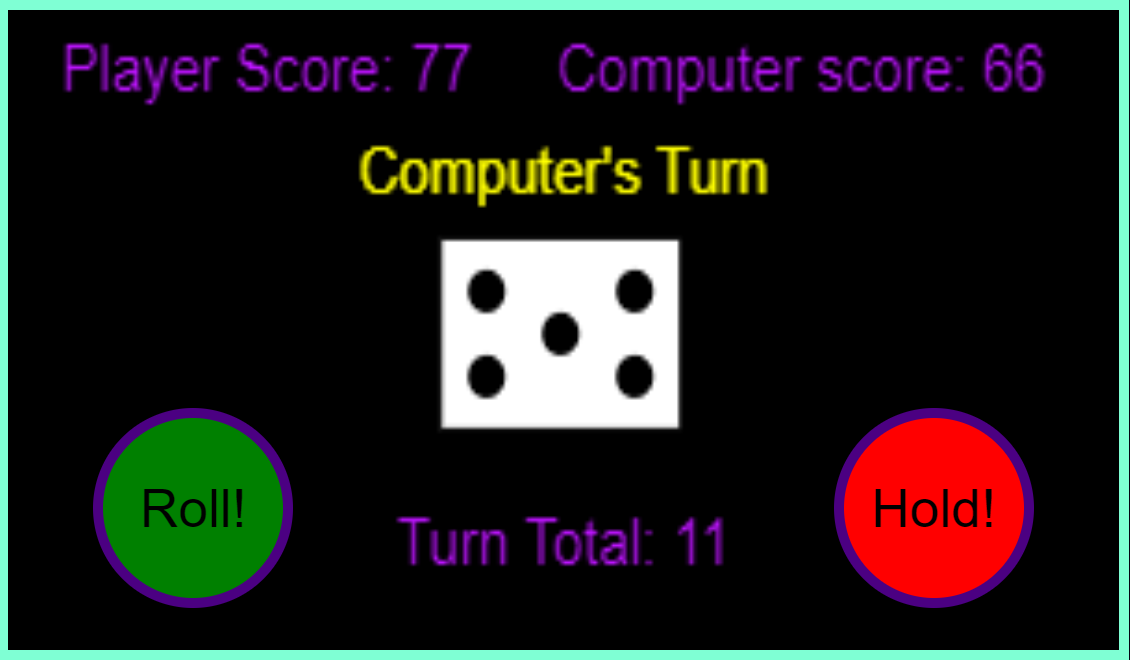 Player Score: 77 Computer score: 66
Computer's Turn
Roll!
Hold!
Turn Total: 11